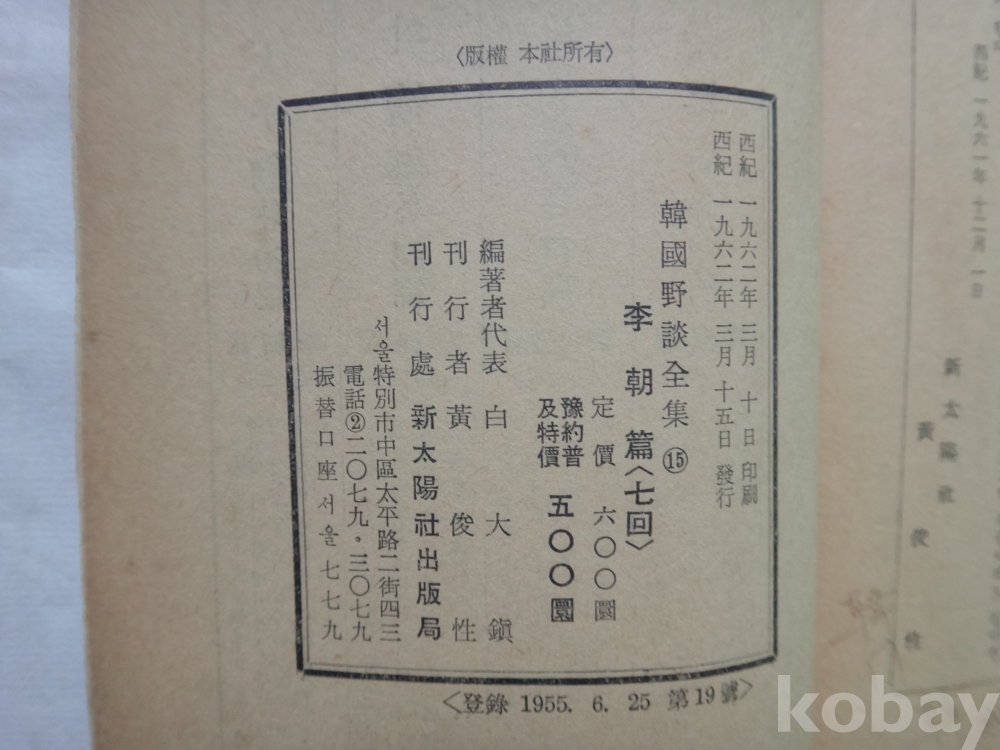 〈版權 本社所有〉
西紀 一九六二年 三月 十日 印刷
西紀 一九六二年 三月 十五日 發行
韓國野談全集 ⑮
李朝篇〈七回〉
定價 六〇〇圜
豫約普及特價 五〇〇圜
編著者代表 白大鎭
刊行者 黃俊性
刊行處 新太陽社出版局
서울特別市中區太平路二街四三
電話②二〇七九・三〇七九
振替口座서울七七九
〈登錄 1955. 6. 25 第19號〉
西紀 一九六一年 十二月 一日
新太陽社
黃俊性
kobay